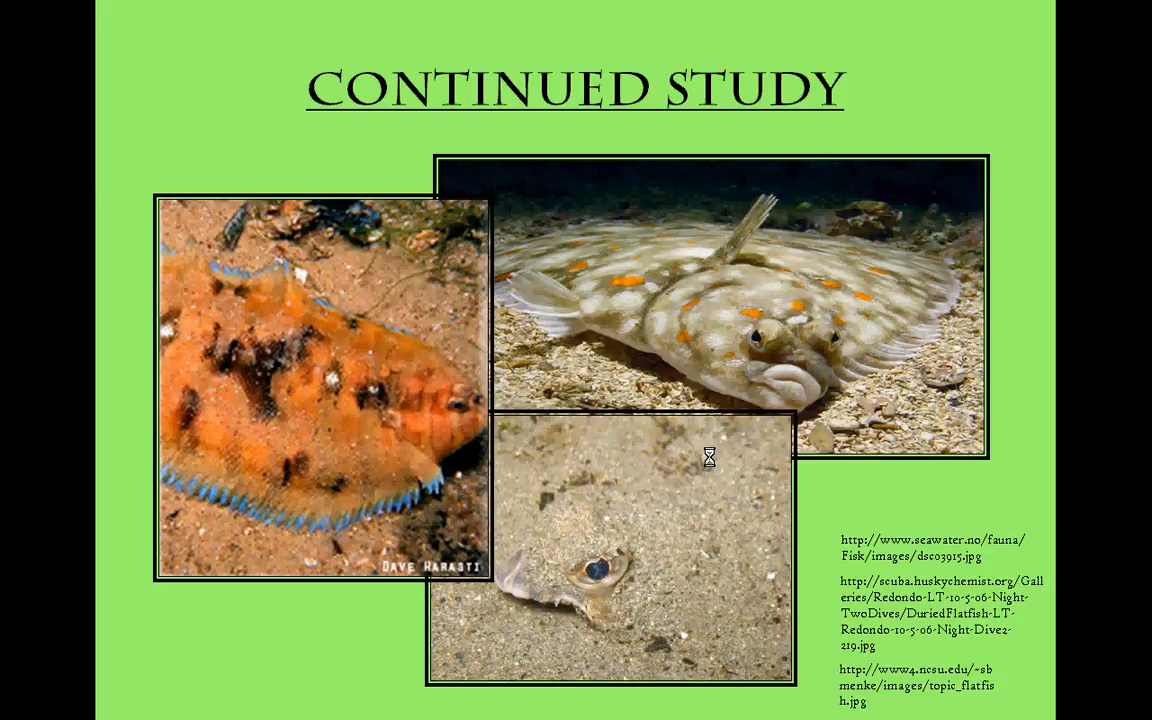 CONTINUED STUDY
DAVE HARASTI
http://www.seawater.no/fauna/
Fisk/images/dsc03915.jpg
http://scuba.huskychemist.org/Gall
eries/Redondo-LT-10-5-06-Night-
TwoDives/DuriedFlatfish-LT-
Redondo-10-5-06-Night-Dive2-
219.jpg
http://www4.ncsu.edu/~sb
menke/images/topic_flatfis
h.jpg